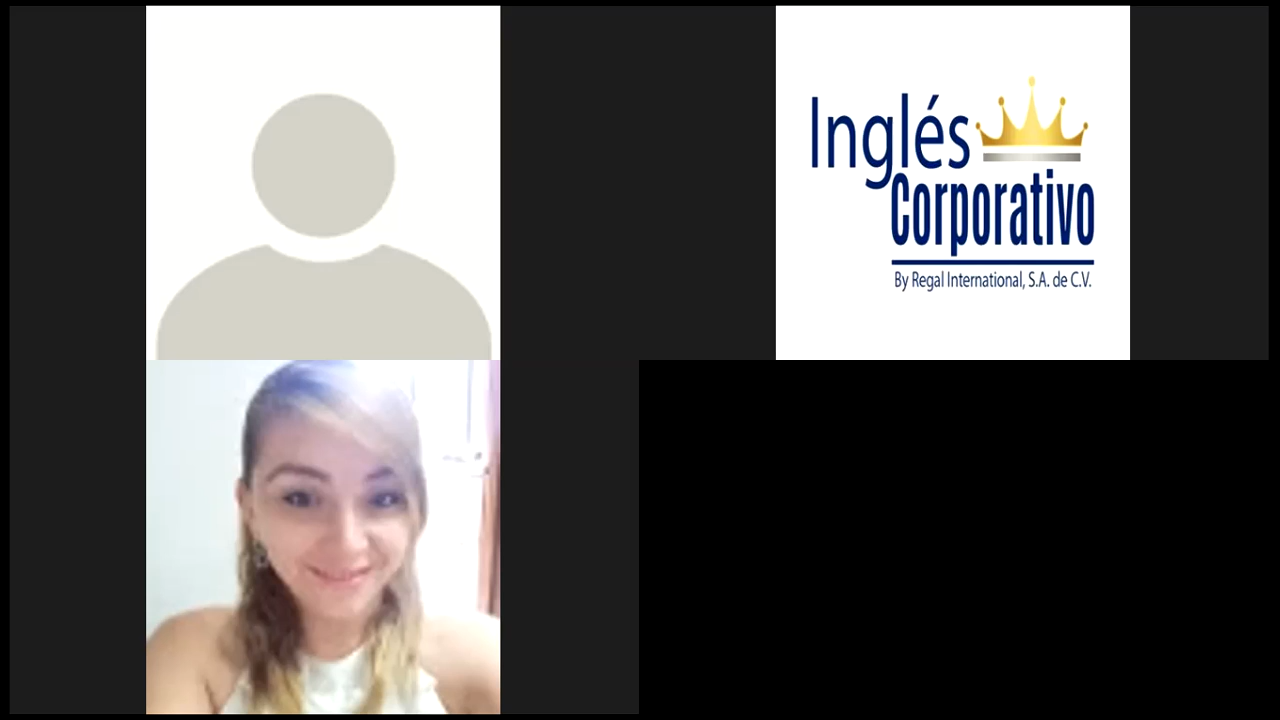 Inglés
Corporativo
By Regal International, S.A. de C.V.